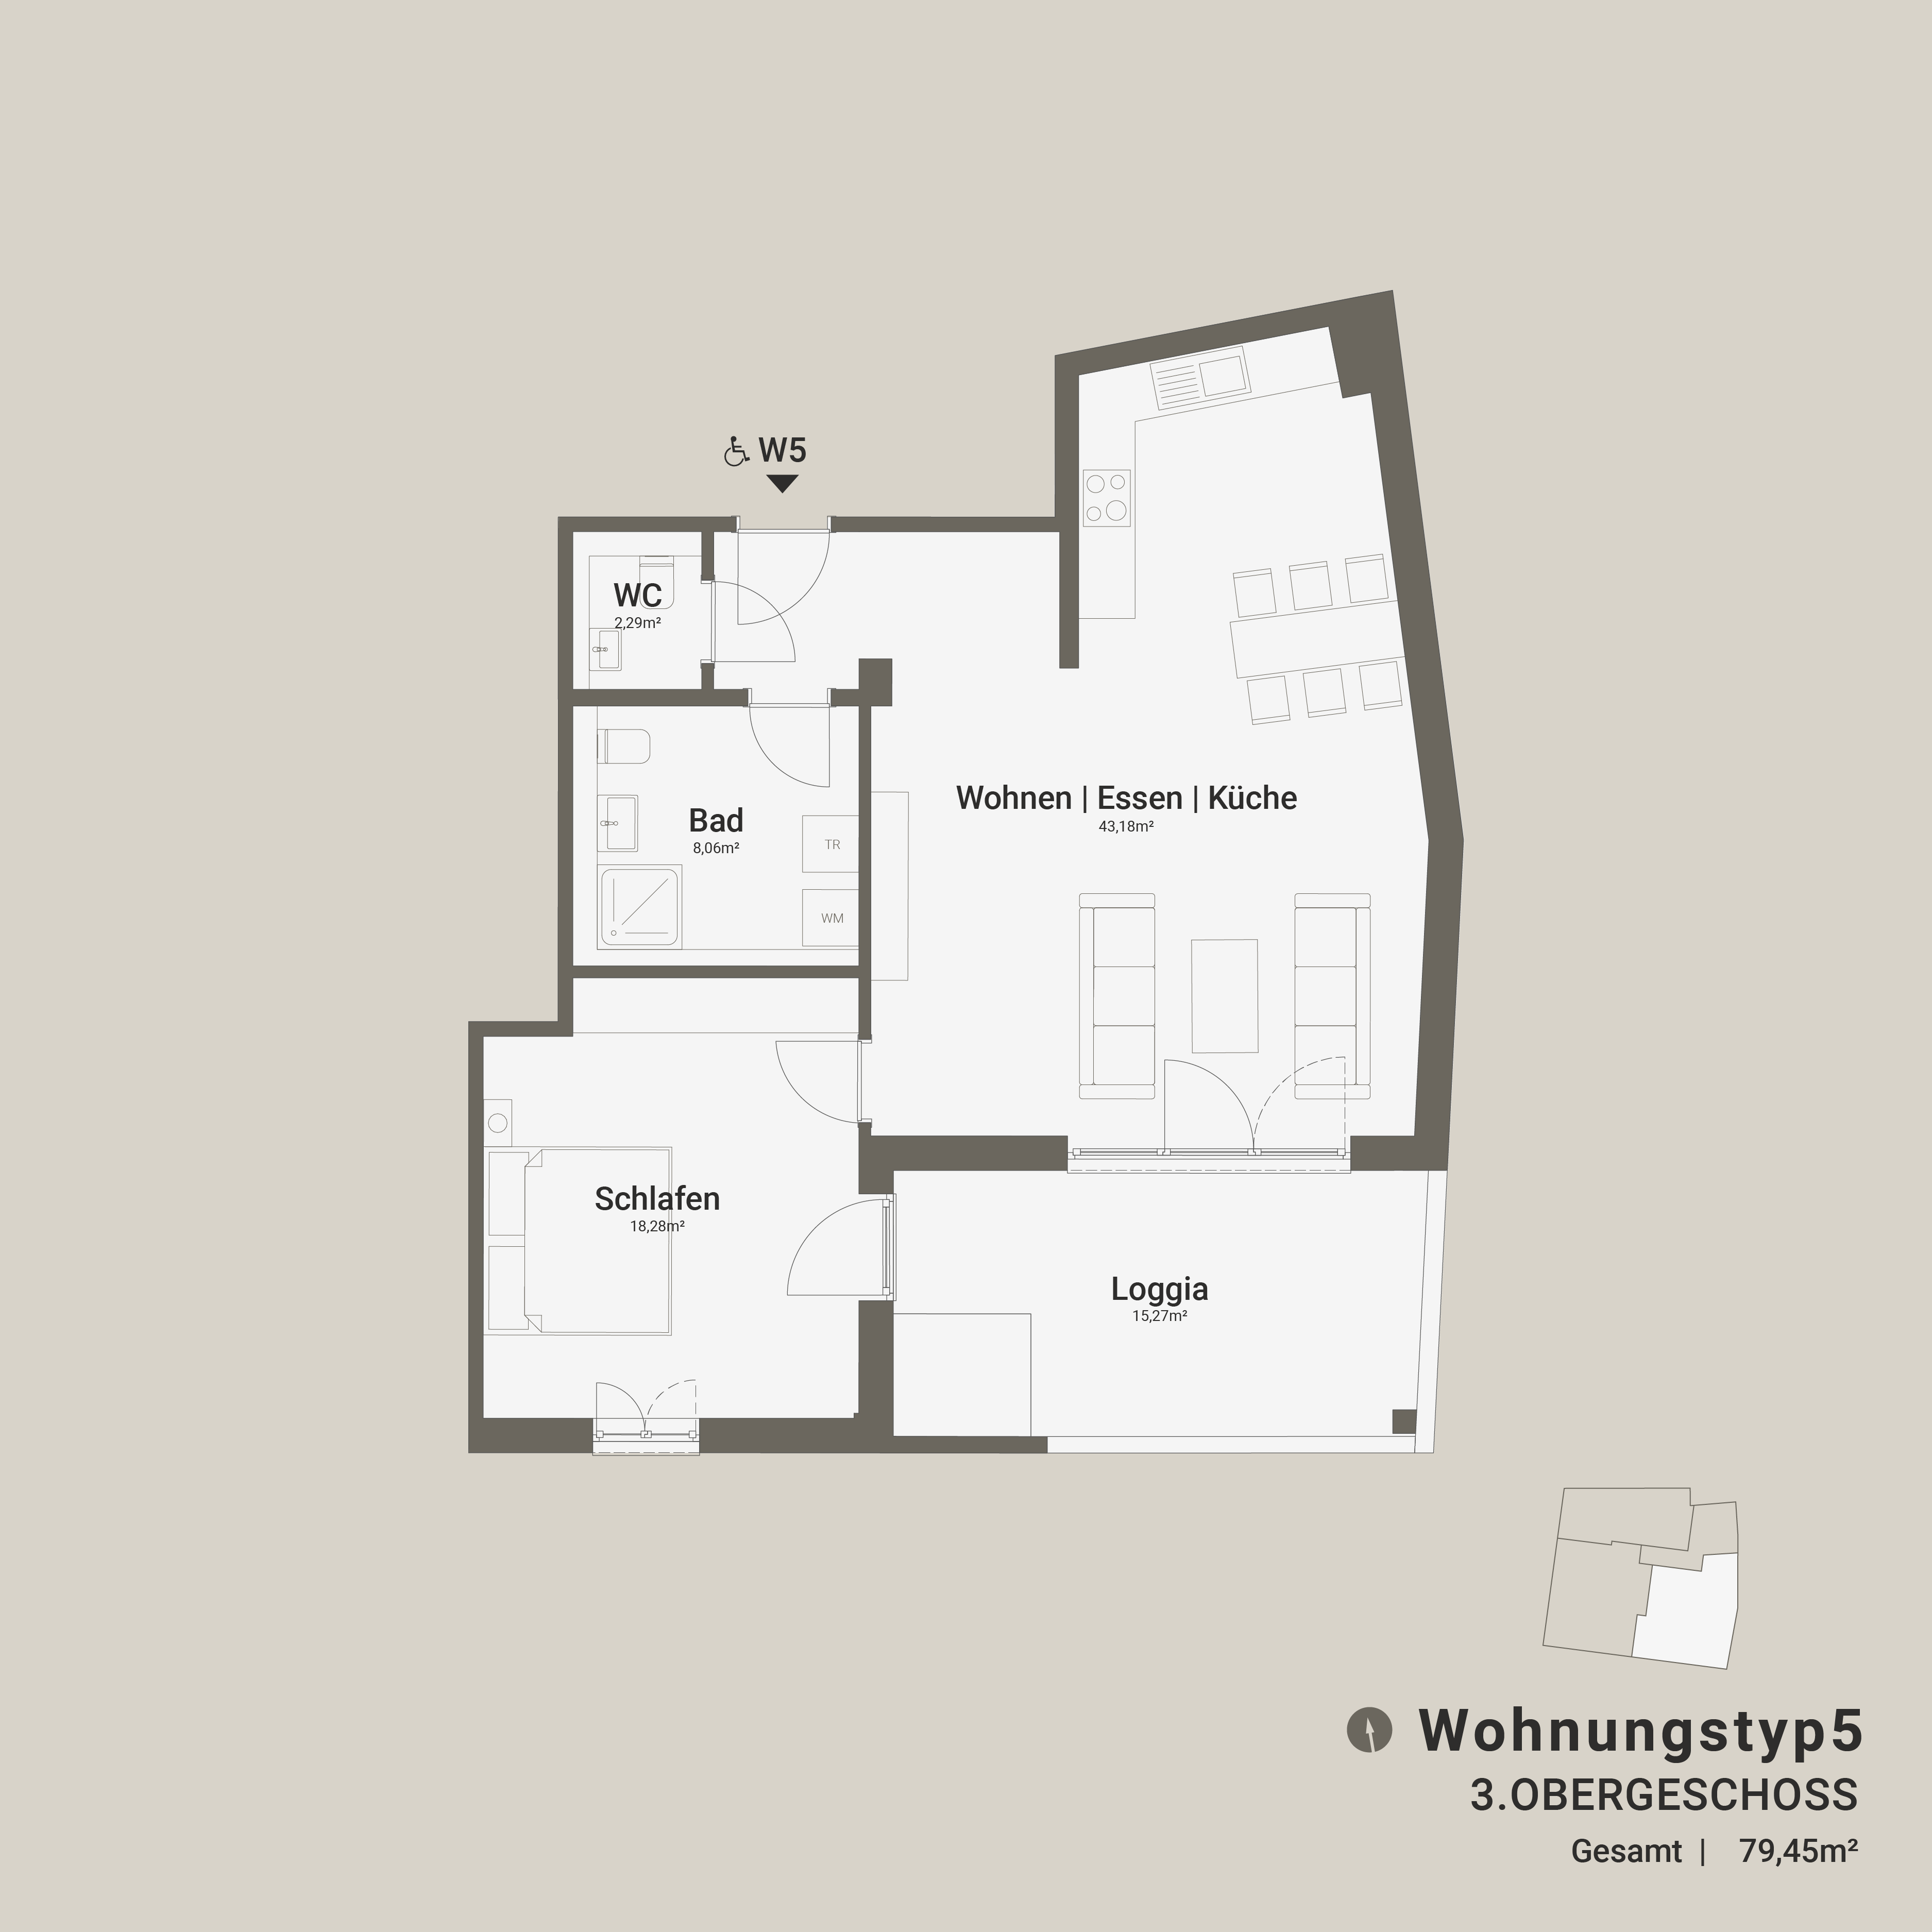 W5
WC
2,29m²
Wohnen | Essen | Küche
43,18m²
Bad
8,06m²
TR
WM
Schlafen
18,28m²
Loggia
15,27m²
Wohnungstyp5
3.OBERGESCHOSS
Gesamt | 79,45m²